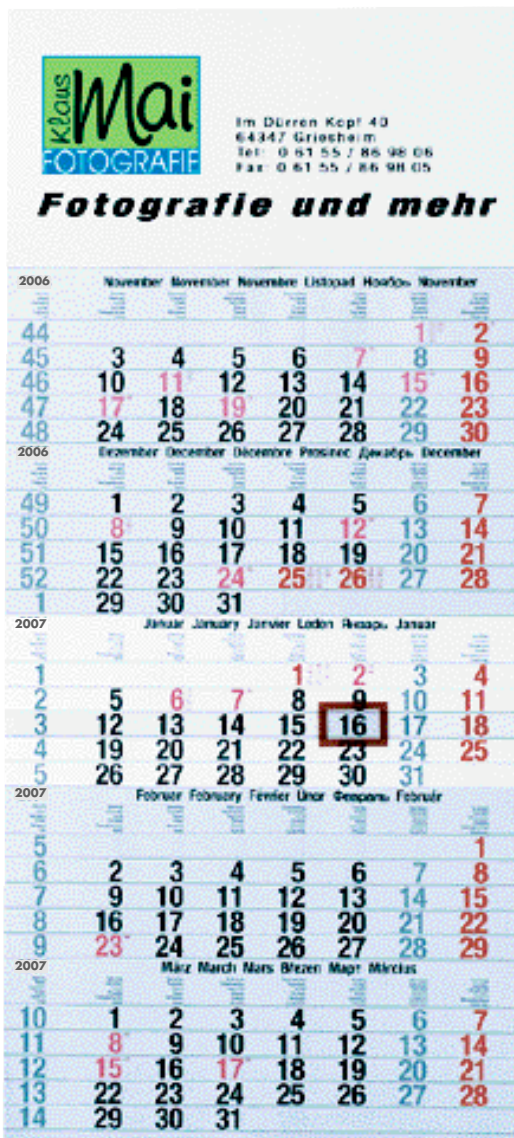 klaus
Mai
FOTOGRAFIE
Im Dürren Kopf 40
64347 Griesheim
Tel: 0 61 55 / 86 98 06
Fax: 0 61 55 / 86 98 05
Fotografie und mehr
2006 November November Novembre Listopad Ноябрь November
44 1 2
45 3 4 5 6 7 8 9
46 10 11 12 13 14 15 16
47 17 18 19 20 21 22 23
48 24 25 26 27 28 29 30
2006 Dezember December Décembre Prosinec Декабрь December
49 1 2 3 4 5 6 7
50 8 9 10 11 12 13 14
51 15 16 17 18 19 20 21
52 22 23 24 25 26 27 28
1 29 30 31
2007 Januar January Janvier Leden Январь Januar
1 1 2 3 4
2 5 6 7 8 9 10 11
3 12 13 14 15 16 17 18
4 19 20 21 22 23 24 25
5 26 27 28 29 30 31
2007 Februar February Février Únor Февраль Február
5 1
6 2 3 4 5 6 7 8
7 9 10 11 12 13 14 15
8 16 17 18 19 20 21 22
9 23 24 25 26 27 28 29
2007 März March Mars Březen Март Március
10 1 2 3 4 5 6 7
11 8 9 10 11 12 13 14
12 15 16 17 18 19 20 21
13 22 23 24 25 26 27 28
14 29 30 31